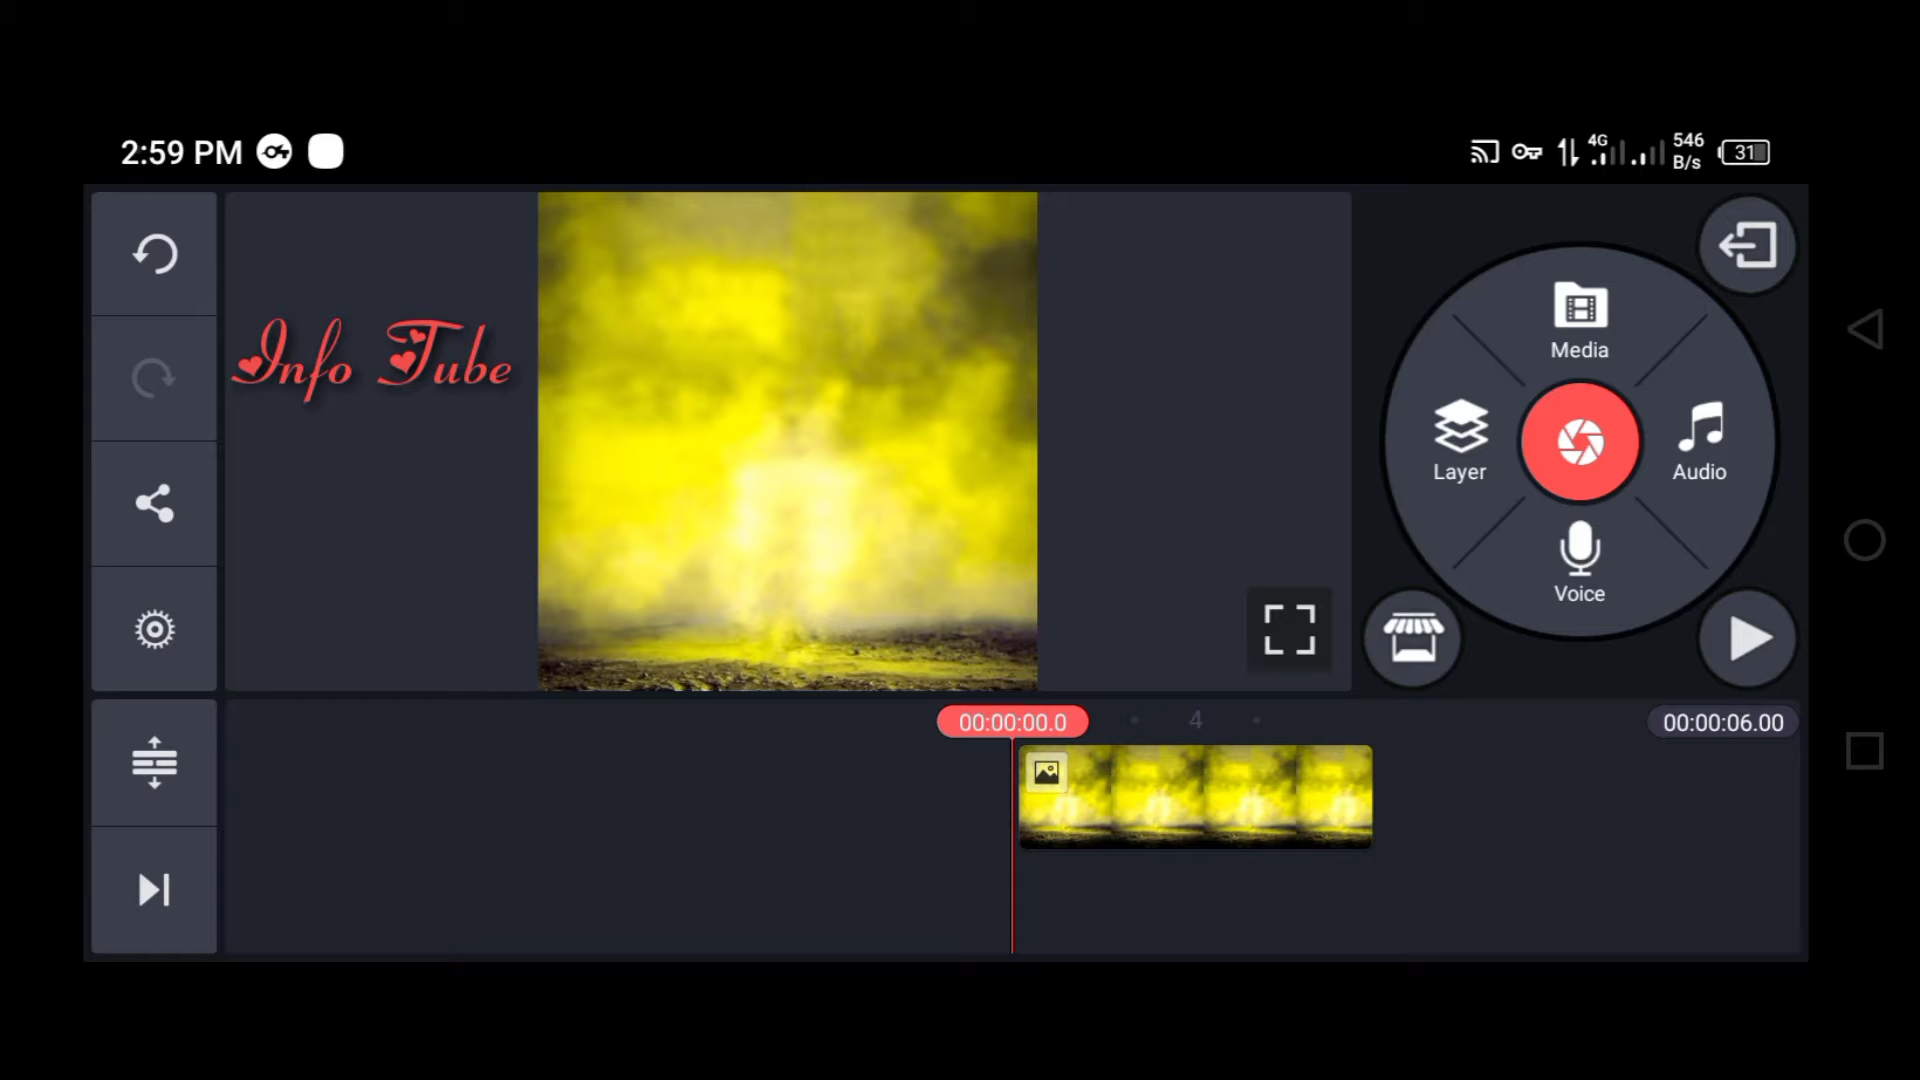 2:59 PM
4G
546
B/s
31
Info Tube
Media
Layer
Audio
Voice
00:00:00.0
4
00:00:06.00